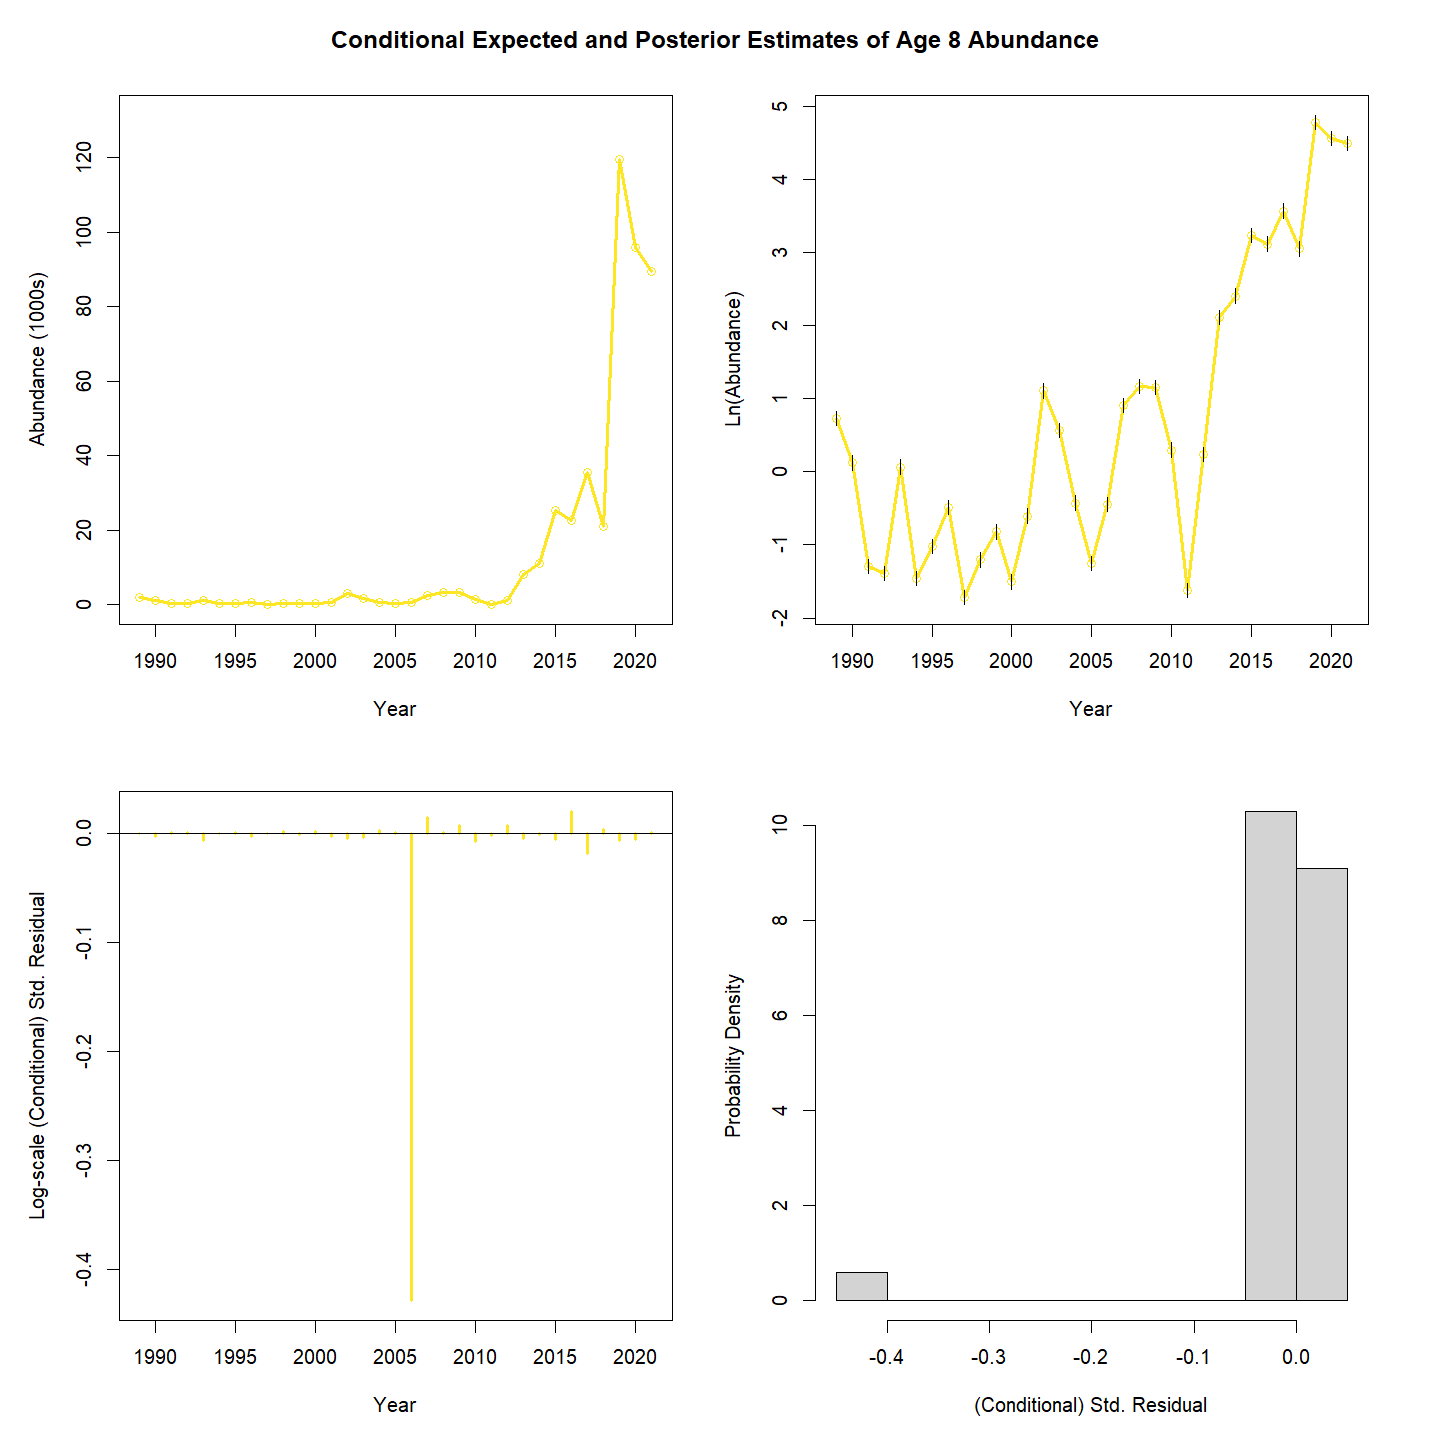 Conditional Expected and Posterior Estimates of Age 8 Abundance
Abundance (1000s)
120
100
80
60
40
20
0
1990 1995 2000 2005 2010 2015 2020
Year
Ln(Abundance)
5
4
3
2
1
0
-1
-2
1990 1995 2000 2005 2010 2015 2020
Year
Log-scale (Conditional) Std. Residual
0.0
-0.1
-0.2
-0.3
-0.4
1990 1995 2000 2005 2010 2015 2020
Year
Probability Density
10
8
6
4
2
0
-0.4 -0.3 -0.2 -0.1 0.0
(Conditional) Std. Residual